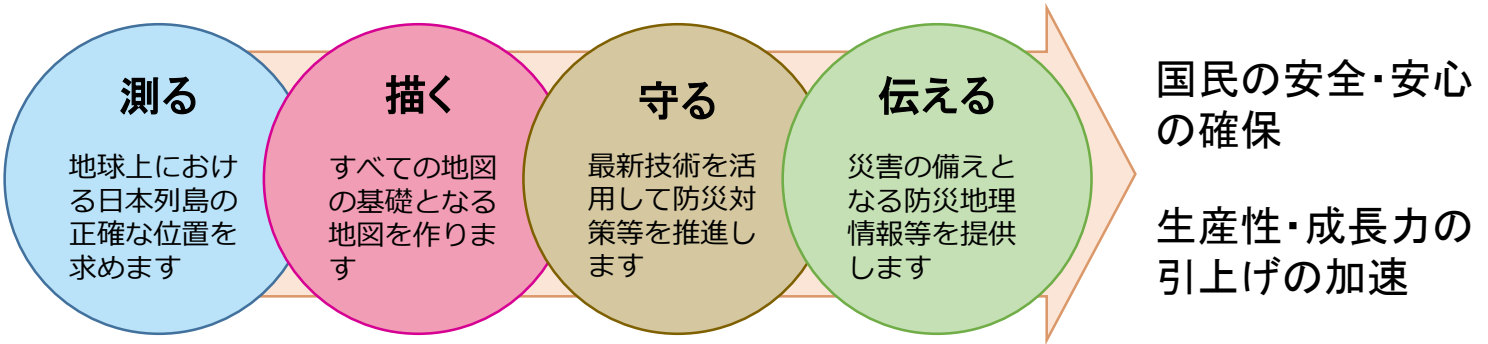 測る
地球上におけ
る日本列島の
正確な位置を
求めます
描く
すべての地図
の基礎となる
地図を作りま
す
守る
最新技術を活
用して防災対
策等を推進し
ます
伝える
災害の備えと
なる防災地理
情報等を提供
します
国民の安全・安心
の確保
生産性・成長力の
引上げの加速